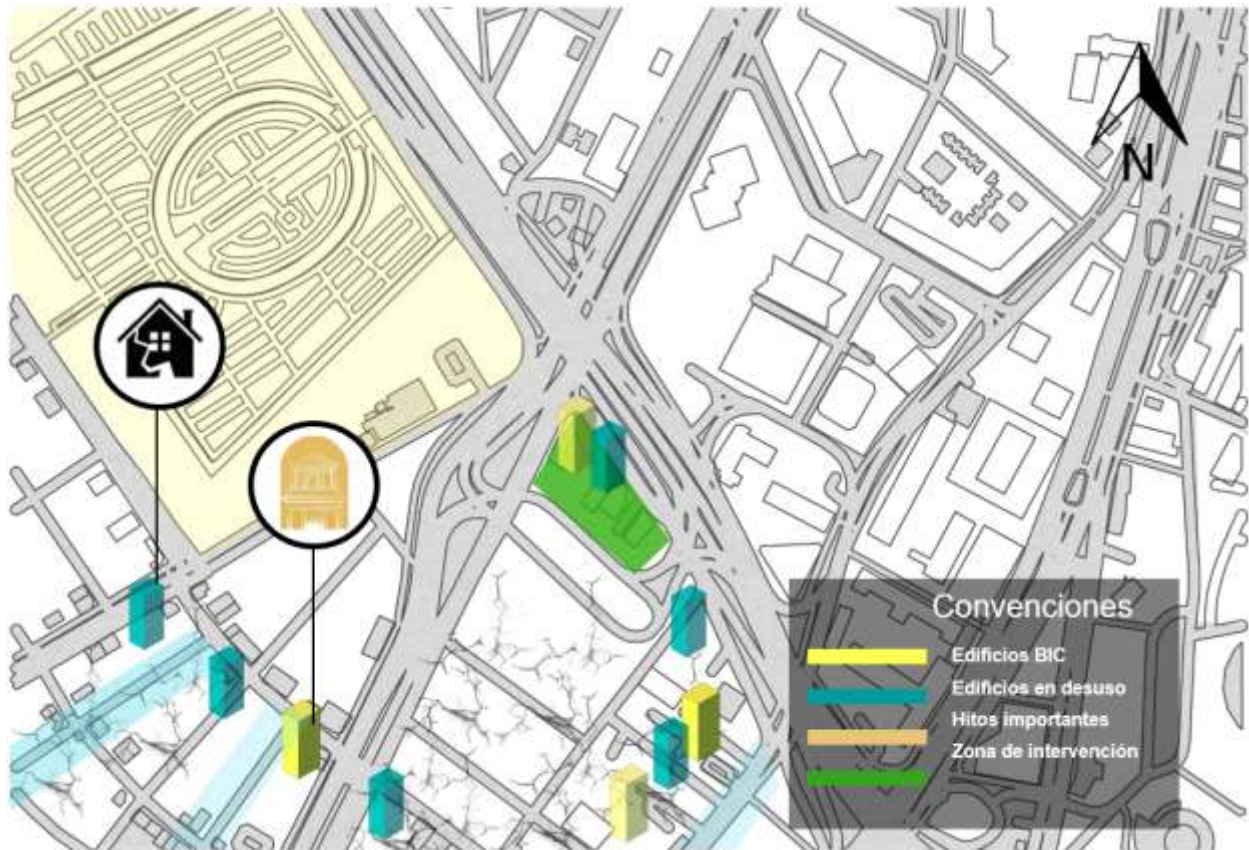 N
Convenciones
Edificios BIC
Edificios en desuso
Hitos importantes
Zona de intervención